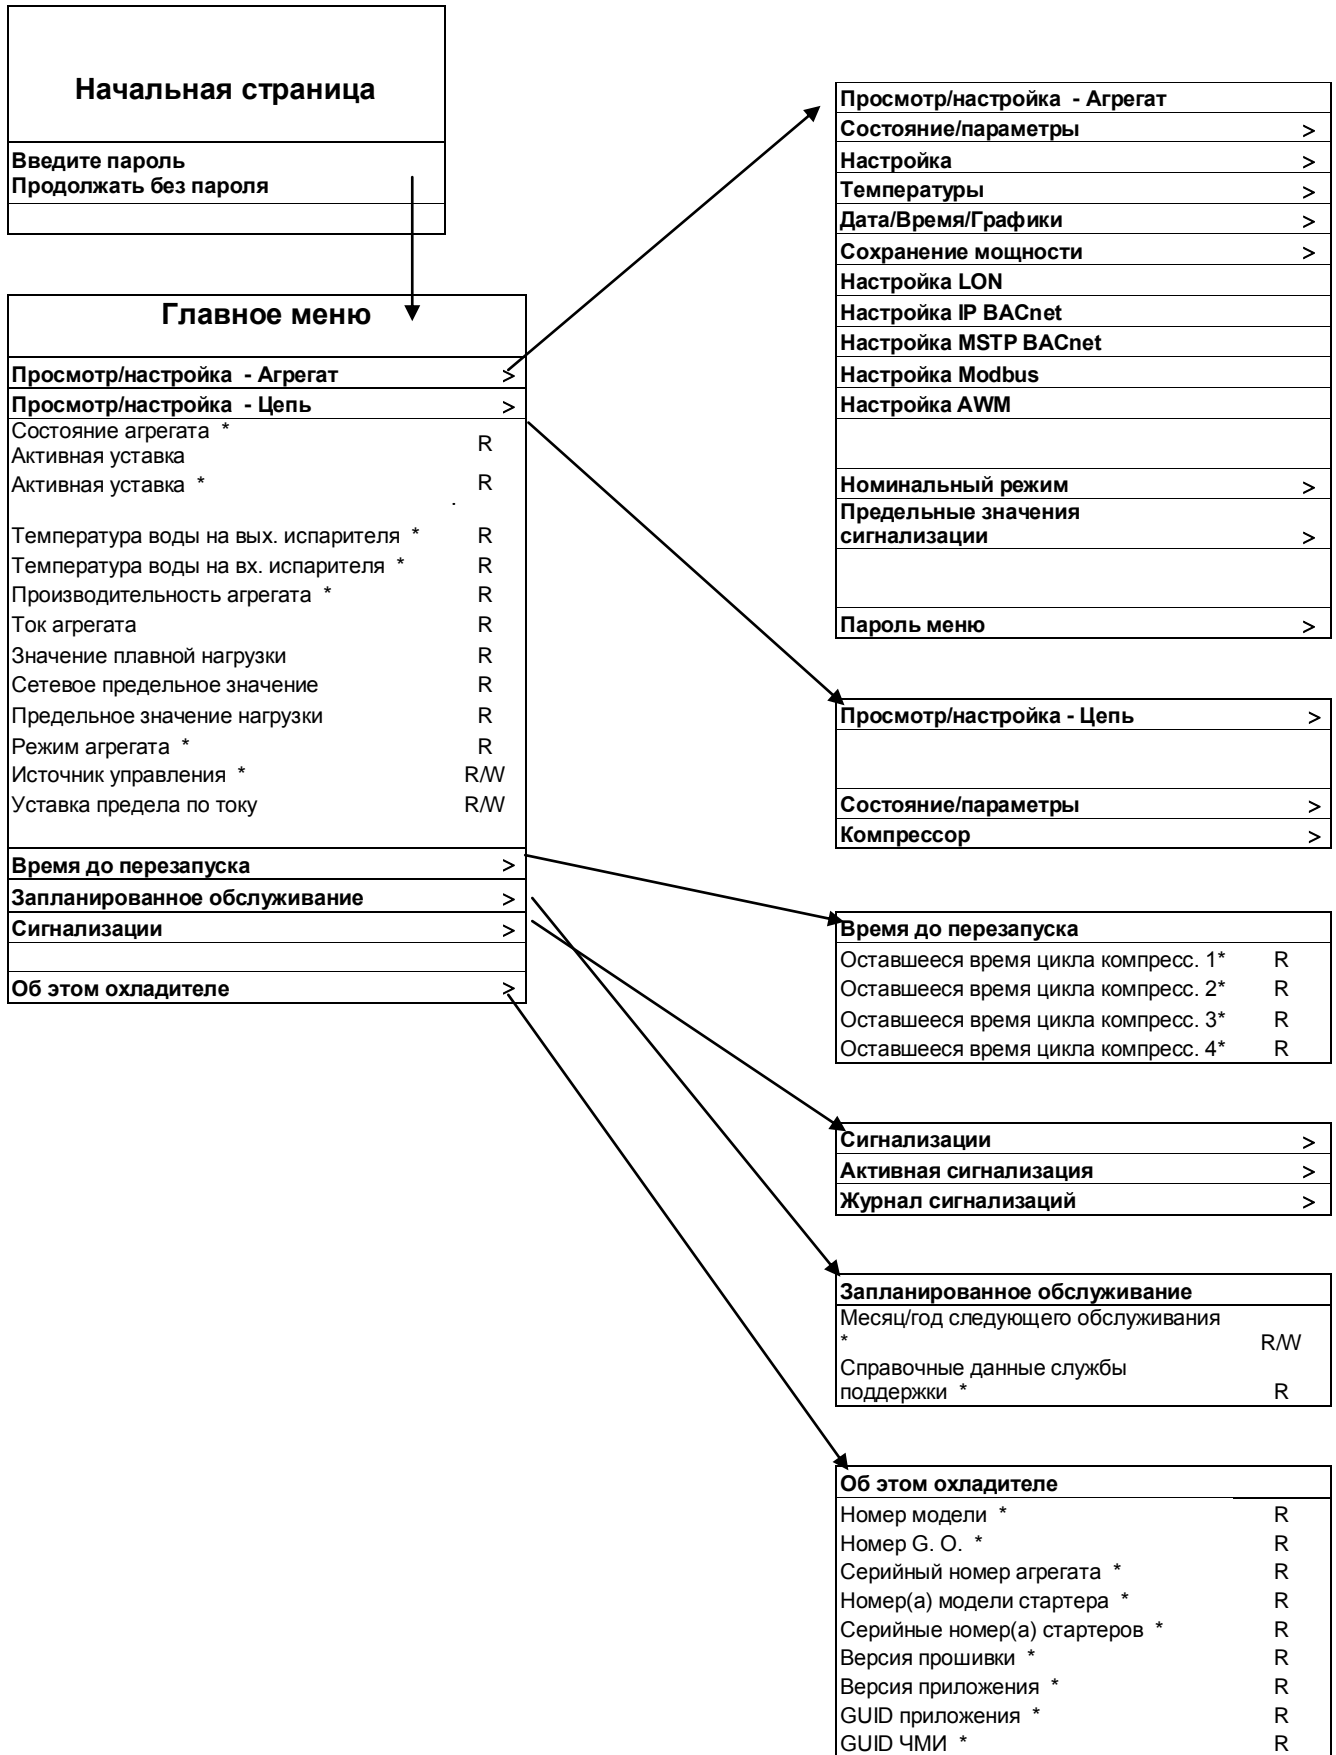 Начальная страница
Введите пароль
Продолжать без пароля
Главное меню
Просмотр/настройка - Агрегат >
Просмотр/настройка - Цепь >
Состояние агрегата *
Активная уставка R
Активная уставка * R
.
Температура воды на вых. испарителя * R
Температура воды на вх. испарителя * R
Производительность агрегата * R
Ток агрегата R
Значение плавной нагрузки R
Сетевое предельное значение R
Предельное значение нагрузки R
Режим агрегата * R
Источник управления * R/W
Уставка предела по току R/W
Время до перезапуска >
Запланированное обслуживание >
Сигнализации >
Об этом охладителе >
Просмотр/настройка - Агрегат
Состояние/параметры >
Настройка >
Температуры >
Дата/Время/Графики >
Сохранение мощности >
Настройка LON
Настройка IP BACnet
Настройка MSTP BACnet
Настройка Modbus
Настройка AWM
Номинальный режим >
Предельные значения
сигнализации >
Пароль меню >
Просмотр/настройка - Цепь >
Состояние/параметры >
Компрессор >
Время до перезапуска
Оставшееся время цикла компресс. 1* R
Оставшееся время цикла компресс. 2* R
Оставшееся время цикла компресс. 3* R
Оставшееся время цикла компресс. 4* R
Сигнализации >
Активная сигнализация >
Журнал сигнализаций >
Запланированное обслуживание
Месяц/год следующего обслуживания
* R/W
Справочные данные службы
поддержки * R
Об этом охладителе
Номер модели * R
Номер G. O. * R
Серийный номер агрегата * R
Номер(а) модели стартера * R
Серийные номер(а) стартеров * R
Версия прошивки * R
Версия приложения * R
GUID приложения * R
GUID ЧМИ * R